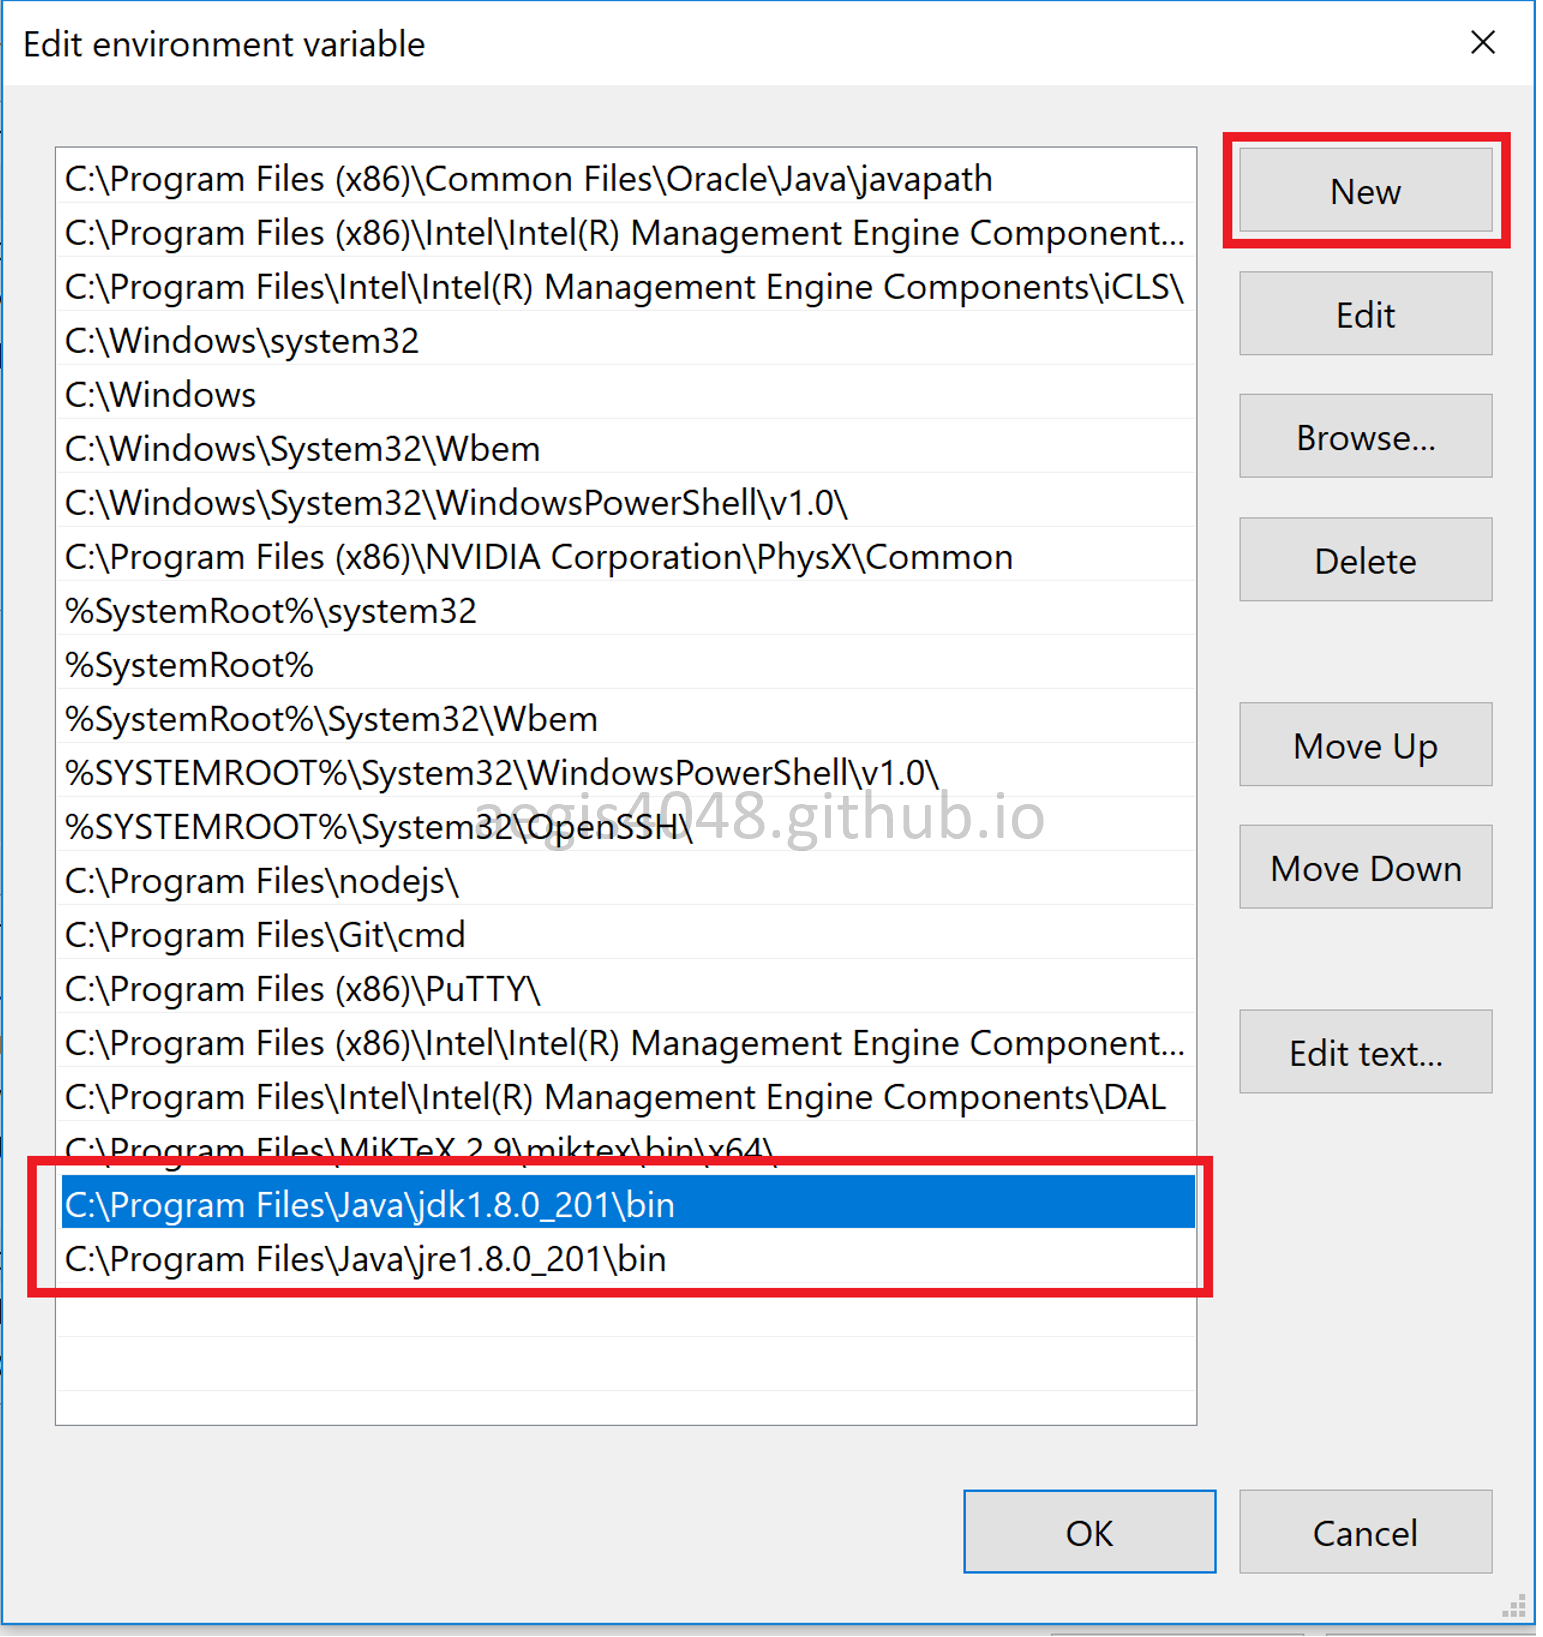 Edit environment variable
C:\Program Files (x86)\Common Files\Oracle\Java\javapath
New
C:\Program Files (x86)\Intel\Intel(R) Management Engine Component...
C:\Program Files\Intel\Intel(R) Management Engine Components\iCLS\
Edit
C:\Windows\system32
C:\Windows
Browse...
C:\Windows\System32\Wbem
C:\Windows\System32\WindowsPowerShell\v1.0\
C:\Program Files (x86)\NVIDIA Corporation\PhysX\Common
Delete
%SystemRoot%\system32
%SystemRoot%
%SystemRoot%\System32\Wbem
Move Up
%SYSTEMROOT%\System32\WindowsPowerShell\v1.0\
aegis4048.github.io
%SYSTEMROOT%\System32\OpenSSH\
Move Down
C:\Program Files\nodejs\
C:\Program Files\Git\cmd
C:\Program Files (x86)\PuTTY\
C:\Program Files (x86)\Intel\Intel(R) Management Engine Component...
Edit text...
C:\Program Files\Intel\Intel(R) Management Engine Components\DAL
C:\Program Files\MiKTeX 2.9\miktex\bin\x64\
C:\Program Files\Java\jdk1.8.0_201\bin
C:\Program Files\Java\jre1.8.0_201\bin
OK
Cancel